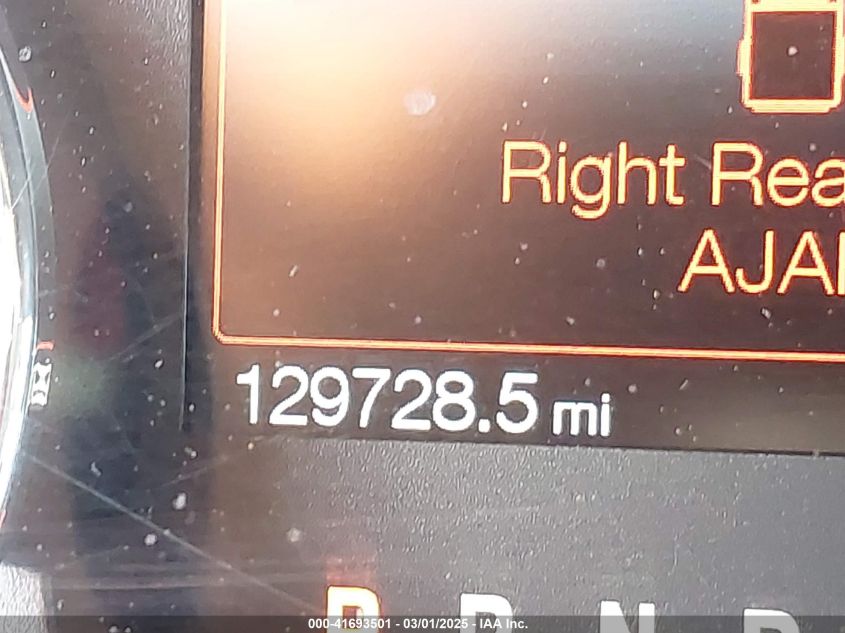 Right Rea
AJA
129728.5 mi
P R N D
000-41693501 - 03/01/2025 - IAA Inc.